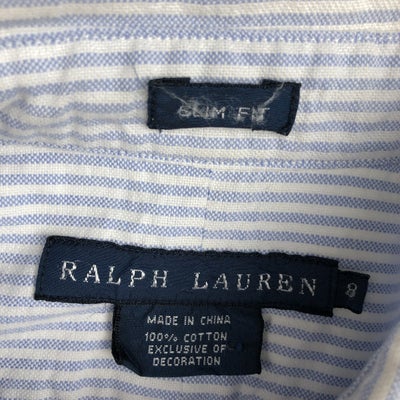 SLIM FIT
RALPH LAUREN
8
MADE IN CHINA
100% COTTON
EXCLUSIVE OF
DECORATION